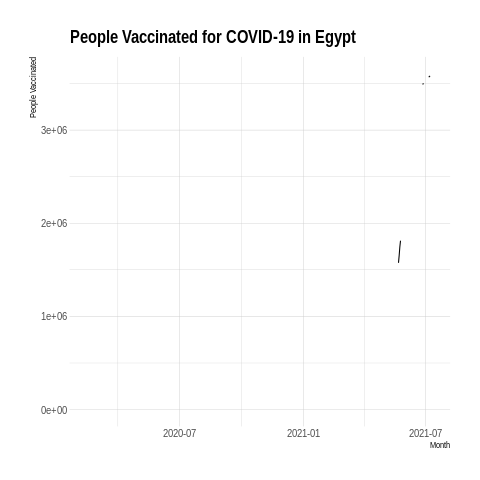 People Vaccinated for COVID-19 in Egypt
People Vaccinated
3e+06
2e+06
1e+06
0e+00
2020-07
2021-01
2021-07
Month